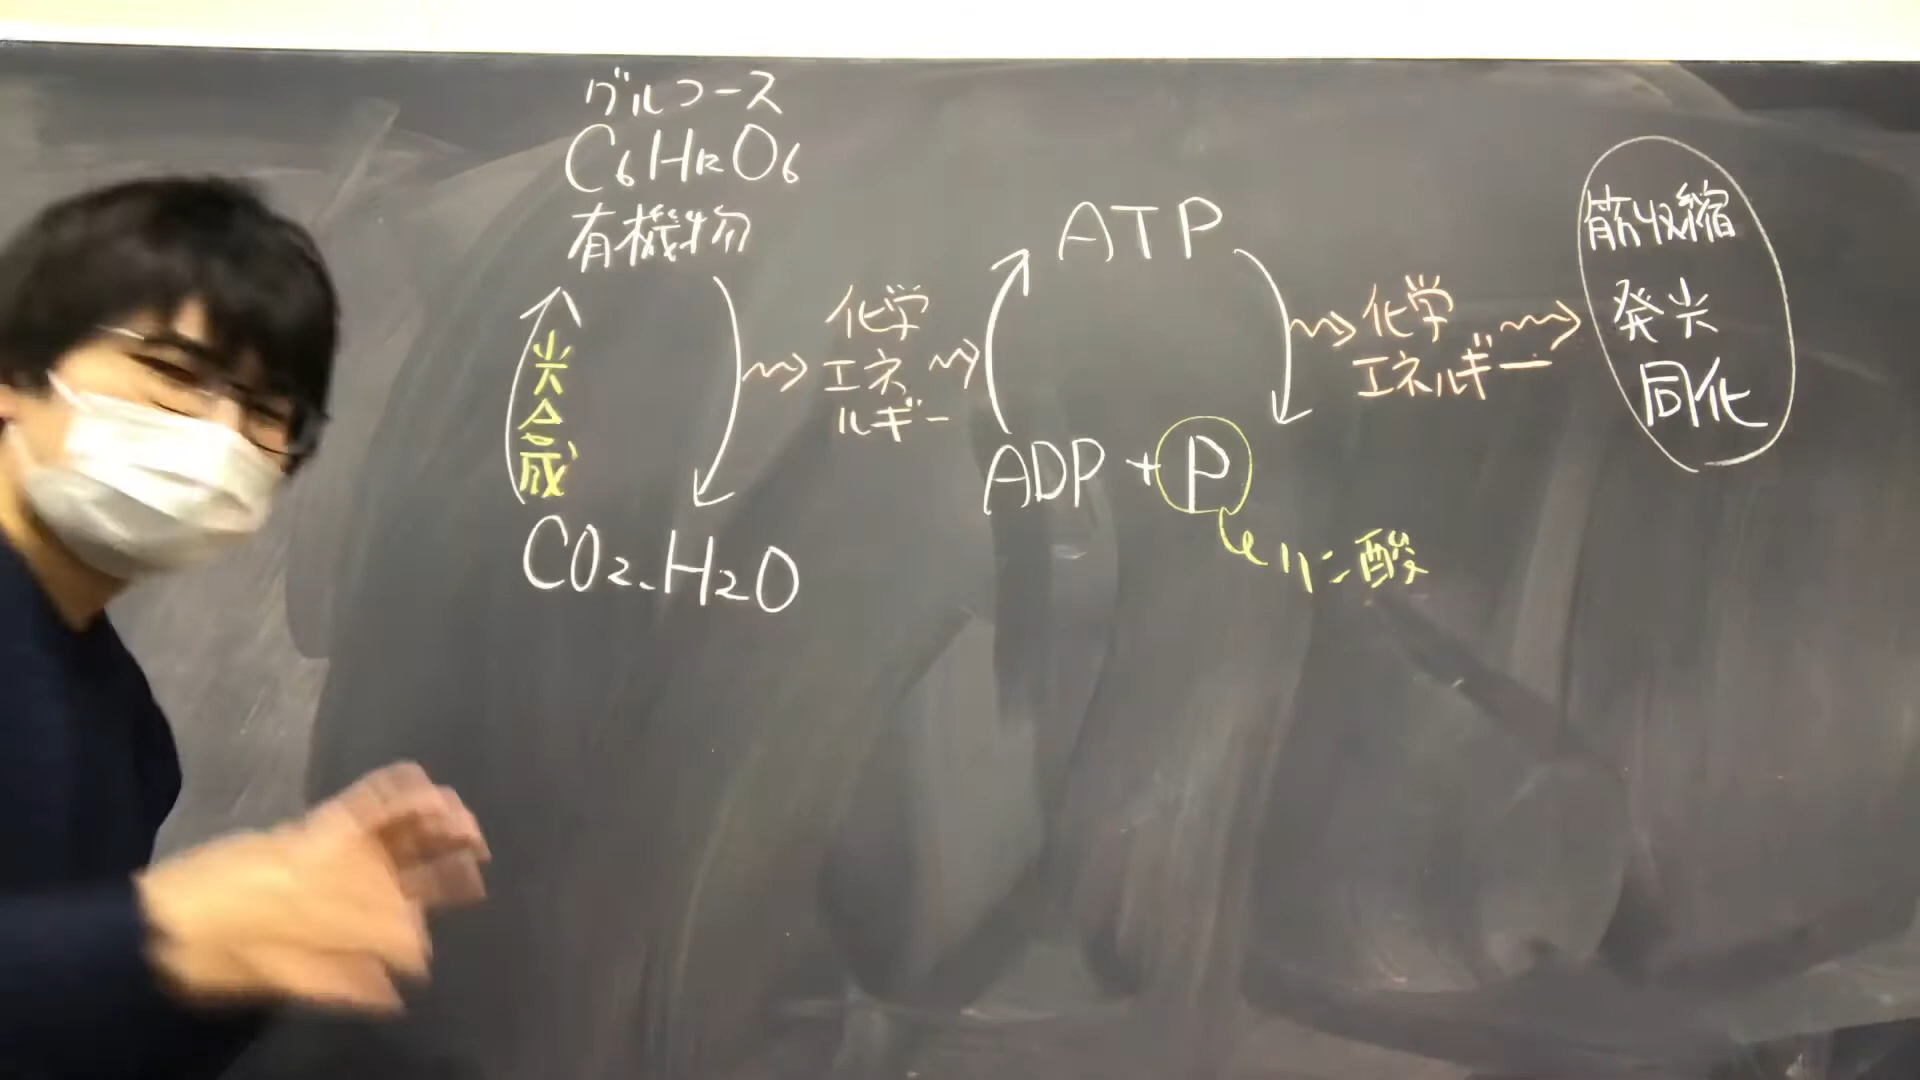 グルコース
C6H12O6
有機物
光合成
CO2、H2O
化学
エネ
ルギー
ATP
ADP + P
リン酸
化学
エネルギー
筋収縮
発光
同化